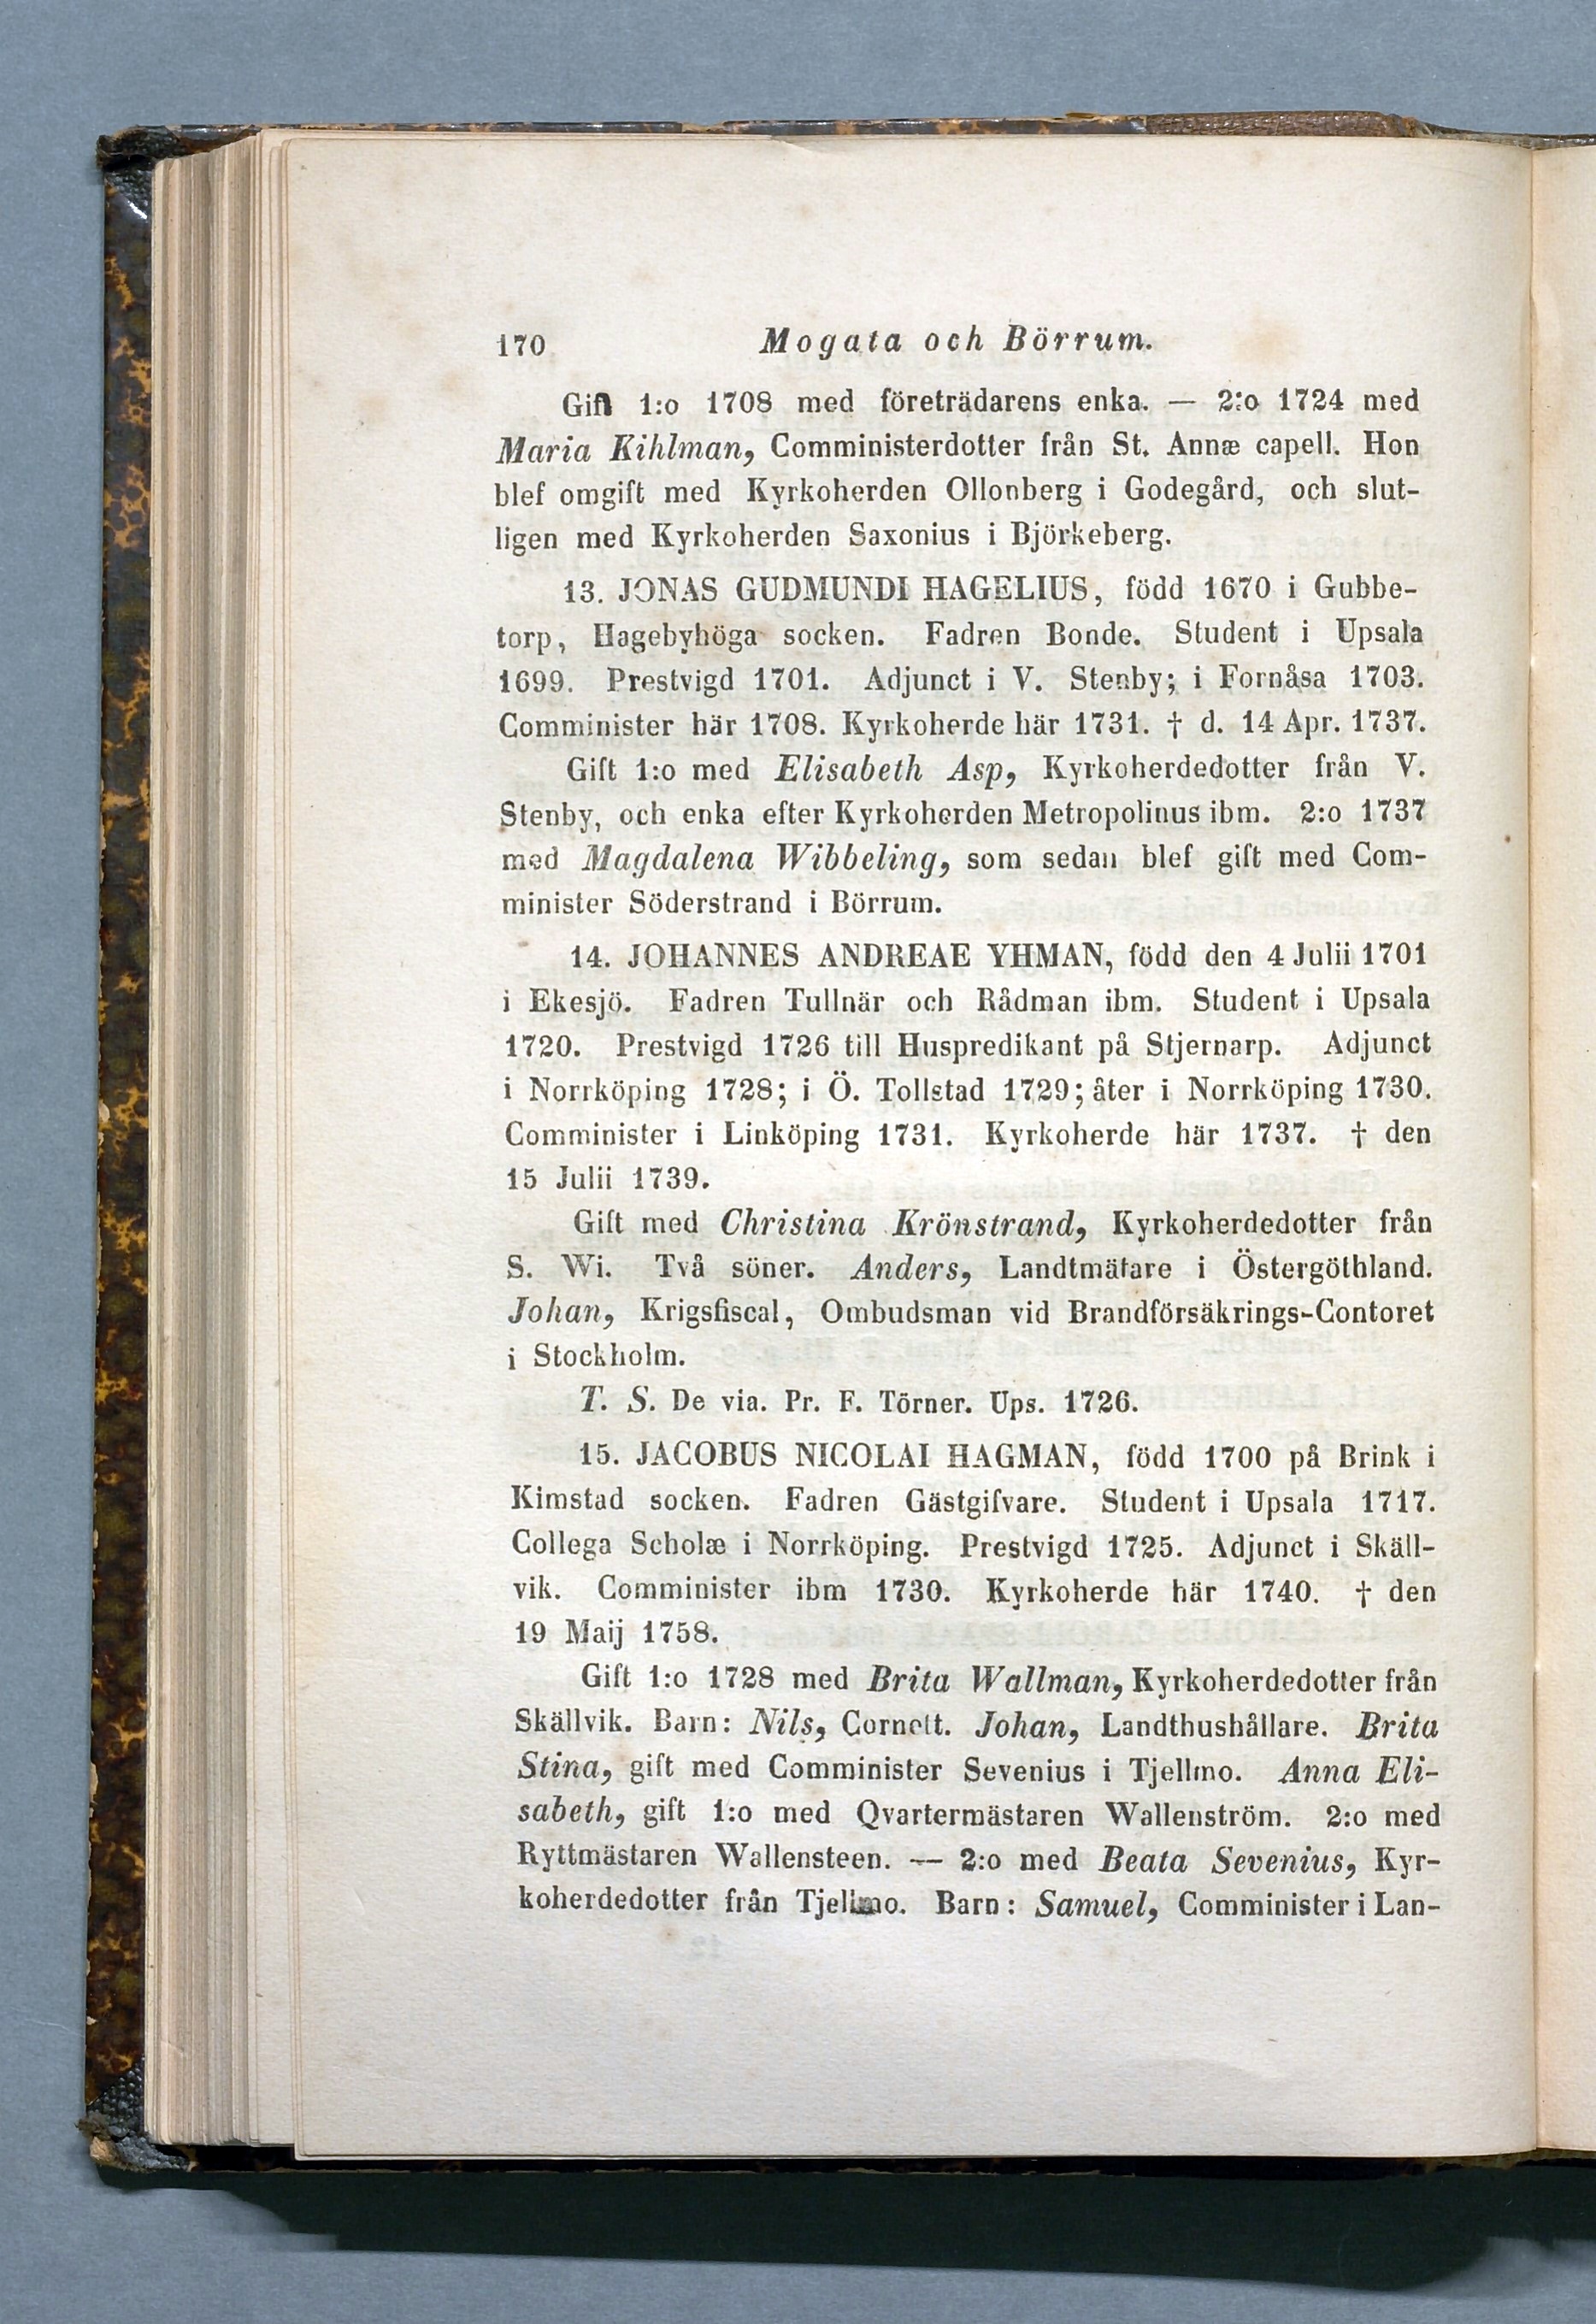 170 Mogata och Börrum.
Gift 1:o 1708 med företrädarens enka. — 2:o 1724 med
Maria Kihlman, Comministerdotter från St. Annæ capell. Hon
blef omgift med Kyrkoherden Ollonberg i Godegård, och slut-
ligen med Kyrkoherden Saxonius i Björkeberg.
13. JONAS GUDMUNDI HAGELIUS, född 1670 i Gubbe-
torp, Hagebyhöga socken. Fadren Bonde. Student i Upsala
1699. Prestvigd 1701. Adjunct i V. Stenby; i Fornåsa 1703.
Comminister här 1708. Kyrkoherde här 1731. † d. 14 Apr. 1737.
Gift 1:o med Elisabeth Asp, Kyrkoherdedotter från V.
Stenby, och enka efter Kyrkoherden Metropolinus ibm. 2:o 1737
med Magdalena Wibbeling, som sedan blef gift med Com-
minister Söderstrand i Börrum.
14. JOHANNES ANDREAE YHMAN, född den 4 Julii 1701
i Ekesjö. Fadren Tullnär och Rådman ibm. Student i Upsala
1720. Prestvigd 1726 till Huspredikant på Stjernarp. Adjunct
i Norrköping 1728; i Ö. Tollstad 1729; åter i Norrköping 1730.
Comminister i Linköping 1731. Kyrkoherde här 1737. † den
15 Julii 1739.
Gift med Christina Krönstrand, Kyrkoherdedotter från
S. Wi. Två söner. Anders, Landtmätare i Östergöthland.
Johan, Krigsfiscal, Ombudsman vid Brandförsäkrings-Contoret
i Stockholm.
T. S. De via. Pr. F. Törner. Ups. 1726.
15. JACOBUS NICOLAI HAGMAN, född 1700 på Brink i
Kimstad socken. Fadren Gästgifvare. Student i Upsala 1717.
Collega Scholæ i Norrköping. Prestvigd 1725. Adjunct i Skäll-
vik. Comminister ibm 1730. Kyrkoherde här 1740. † den
19 Maij 1758.
Gift 1:o 1728 med Brita Wallman, Kyrkoherdedotter från
Skällvik. Barn: Nils, Cornett. Johan, Landthushållare. Brita
Stina, gift med Comminister Sevenius i Tjellmo. Anna Eli-
sabeth, gift 1:o med Qvartermästaren Wallenström. 2:o med
Ryttmästaren Wallensteen. — 2:o med Beata Sevenius, Kyr-
koherdedotter från Tjellmo. Barn: Samuel, Comminister i Lan-